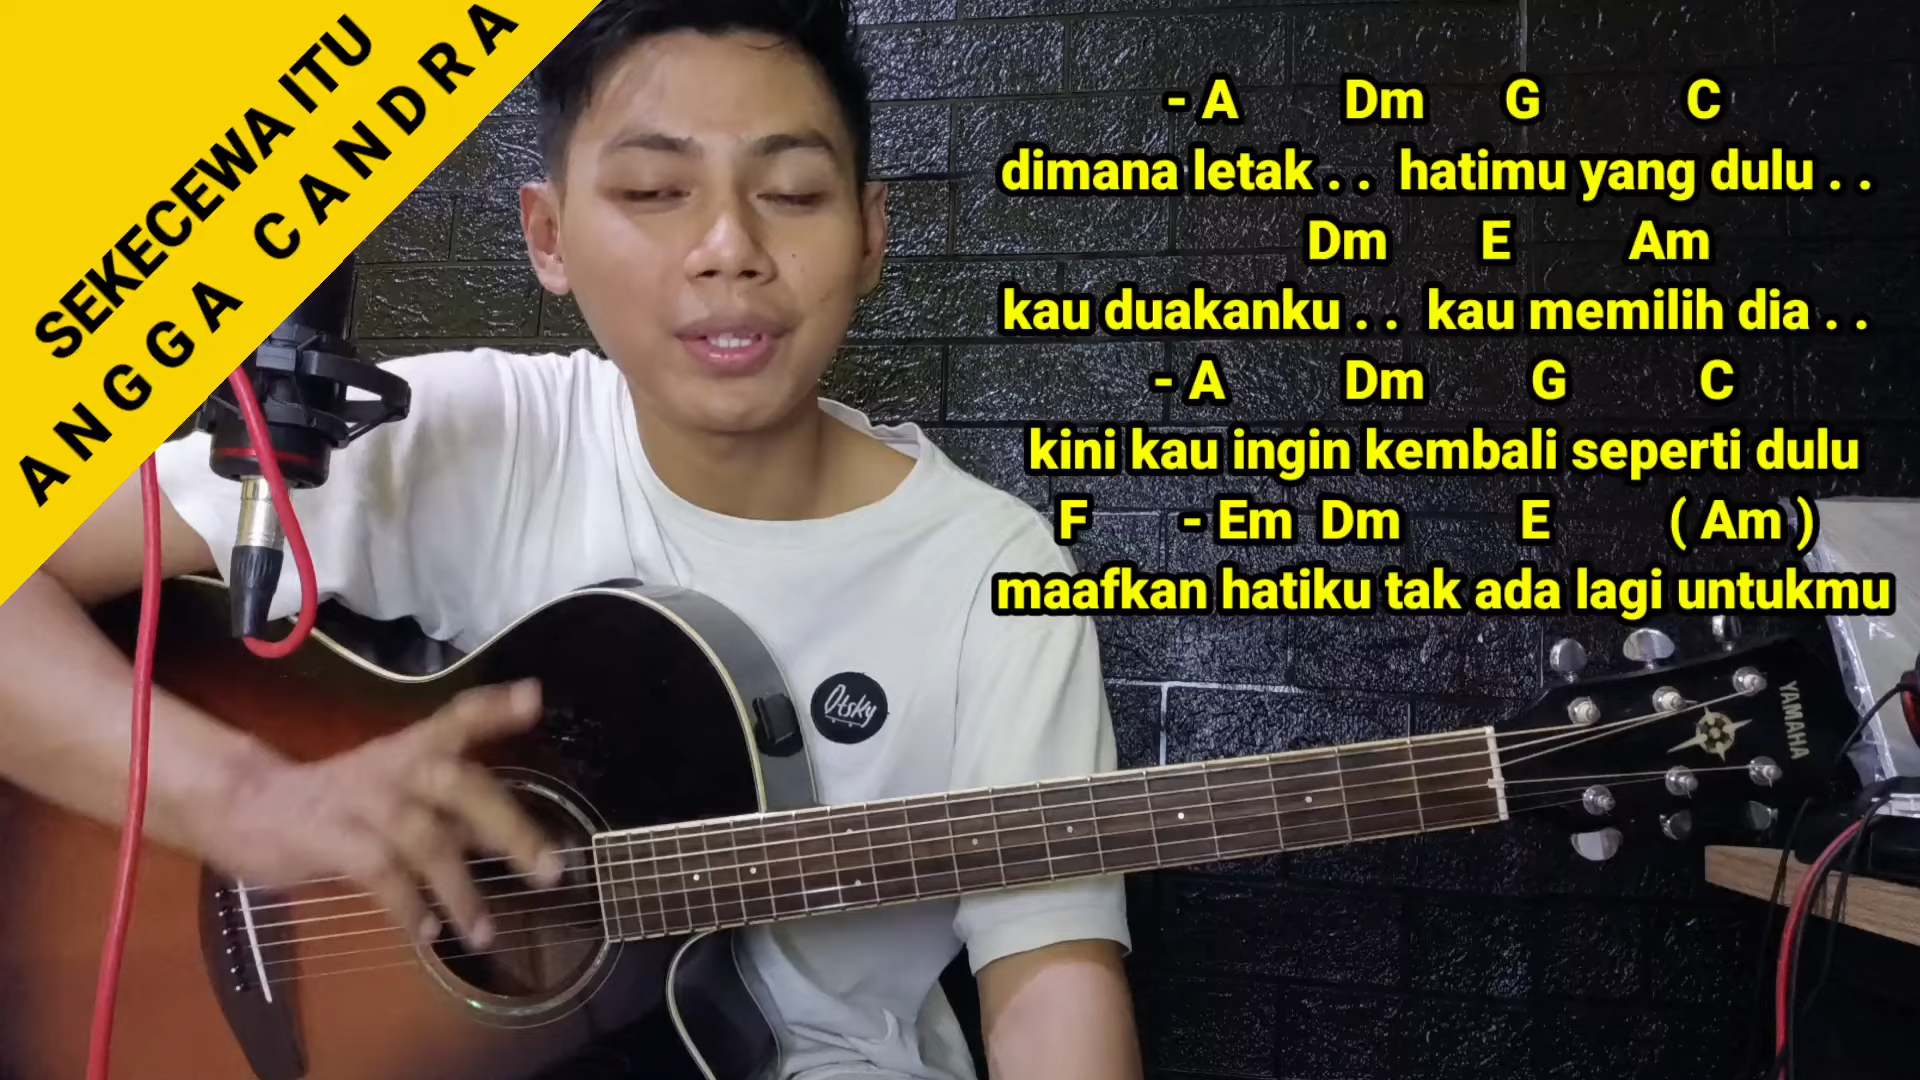 SEKECEWA ITU
ANGGA CANDRA
- A Dm G C
dimana letak . . hatimu yang dulu . .
Dm E Am
kau duakanku . . kau memilih dia . .
- A Dm G C
kini kau ingin kembali seperti dulu
F - Em Dm E ( Am )
maafkan hatiku tak ada lagi untukmu
Otsky
YAMAHA